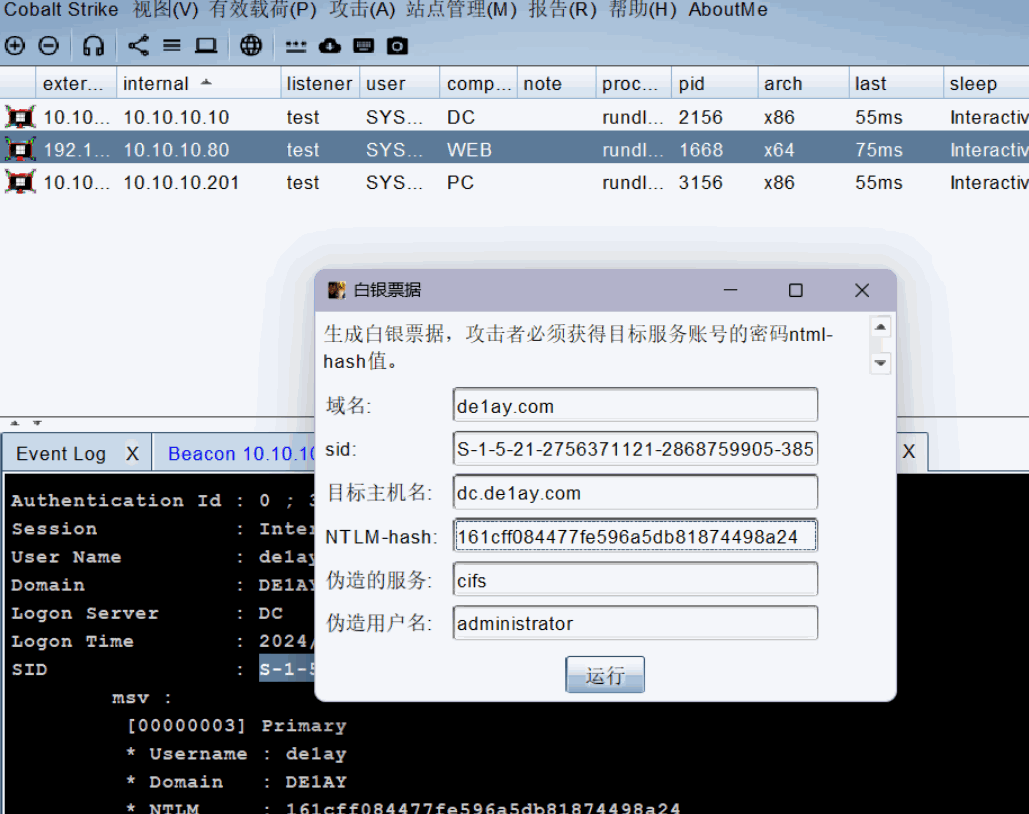 Cobalt Strike 视图(V) 有效载荷(P) 攻击(A) 站点管理(M) 报告(R) 帮助(H) AboutMe
exter... internal listener user comp... note proc... pid arch last sleep
10.10... 10.10.10.10 test SYS... DC rundl... 2156 x86 55ms Interactiv
192.1... 10.10.10.80 test SYS... WEB rundl... 1668 x64 75ms Interactiv
10.10... 10.10.10.201 test SYS... PC rundl... 3156 x86 55ms Interactiv
白银票据
生成白银票据，攻击者必须获得目标服务账号的密码ntml-
hash值。
域名: de1ay.com
sid: S-1-5-21-2756371121-2868759905-385
目标主机名: dc.de1ay.com
NTLM-hash: 161cff084477fe596a5db81874498a24
伪造的服务: cifs
伪造用户名: administrator
运行
Event Log X Beacon 10.10.10 X
Authentication Id : 0 ; 3
Session : Inter
User Name : de1ay
Domain : DE1AY
Logon Server : DC
Logon Time : 2024/
SID : S-1-5
msv :
[00000003] Primary
* Username : de1ay
* Domain : DE1AY
* NTLM : 161cff084477fe596a5db81874498a24